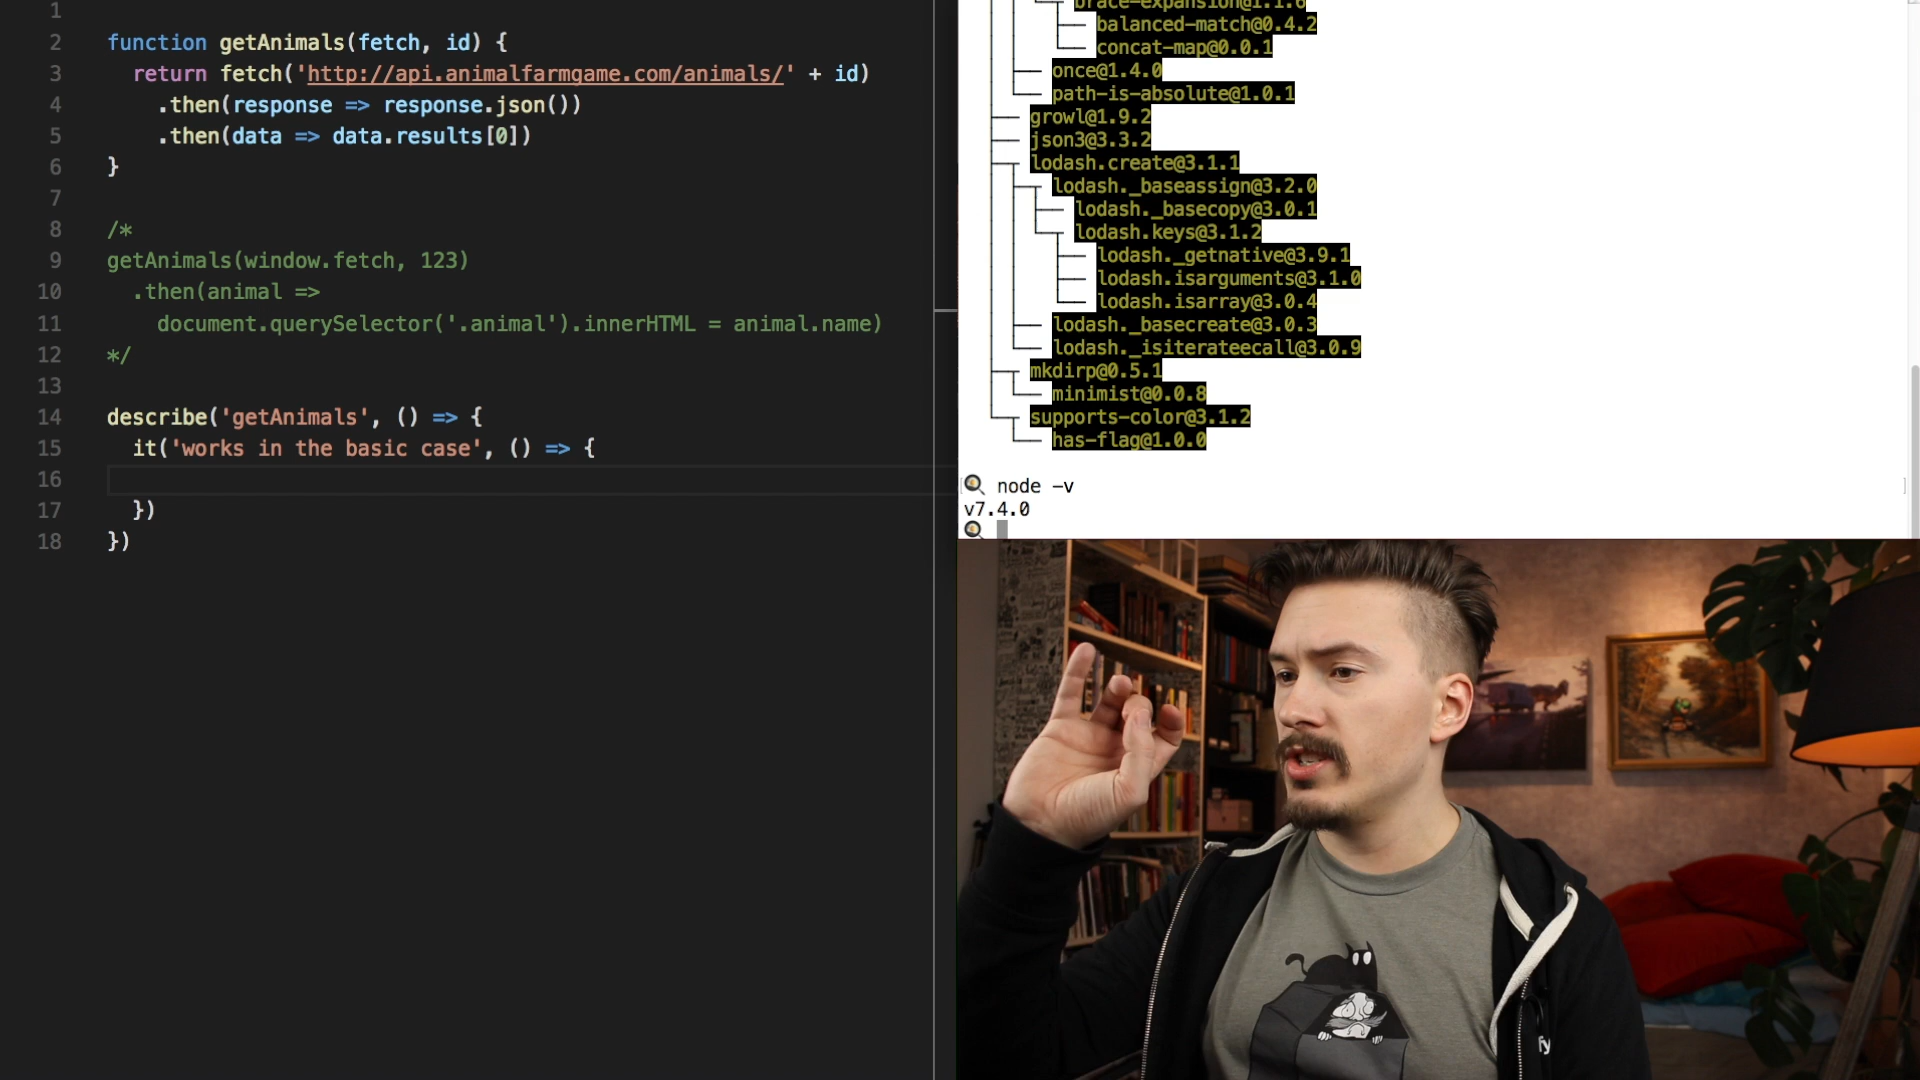 1
2 function getAnimals(fetch, id) {
3 return fetch('http://api.animalfarmgame.com/animals/' + id)
4 .then(response => response.json())
5 .then(data => data.results[0])
6 }
7
8 /*
9 getAnimals(window.fetch, 123)
10 .then(animal =>
11 document.querySelector('.animal').innerHTML = animal.name)
12 */
13
14 describe('getAnimals', () => {
15 it('works in the basic case', () => {
16
17 })
18 })
brace-expansion@1.1.6
balanced-match@0.4.2
concat-map@0.0.1
once@1.4.0
path-is-absolute@1.0.1
growl@1.9.2
json3@3.3.2
lodash.create@3.1.1
lodash._baseassign@3.2.0
lodash._basecopy@3.0.1
lodash.keys@3.1.2
lodash._getnative@3.9.1
lodash.isarguments@3.1.0
lodash.isarray@3.0.4
lodash._basecreate@3.0.3
lodash._isiterateecall@3.0.9
mkdirp@0.5.1
minimist@0.0.8
supports-color@3.1.2
has-flag@1.0.0
node -v
v7.4.0